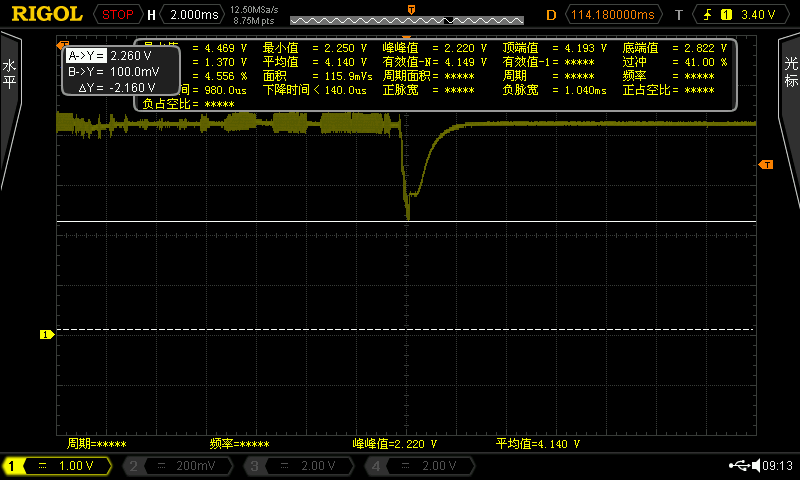 RIGOL STOP H 2.000ms 12.50MSa/s 8.75M pts T D 114.180000ms T 1 3.40 V
水平
光标
T
A->Y = 2.260 V
B->Y = 100.0mV
ΔY = -2.160 V
= 4.469 V 最小值 = 2.250 V 峰峰值 = 2.220 V 顶端值 = 4.193 V 底端值 = 2.822 V
= 1.370 V 平均值 = 4.140 V 有效值-N= 4.149 V 有效值-1= ***** 过冲 = 41.00 %
= 4.556 % 面积 = 115.9mVs 周期面积= ***** 周期 = ***** 频率 = *****
间 = 980.0us 下降时间 < 140.0us 正脉宽 = ***** 负脉宽 = 1.040ms 正占空比= *****
负占空比= *****
T
1
周期=***** 频率=***** 峰峰值=2.220 V 平均值=4.140 V
1 1.00 V 2 200mV 3 2.00 V 4 2.00 V 09:13